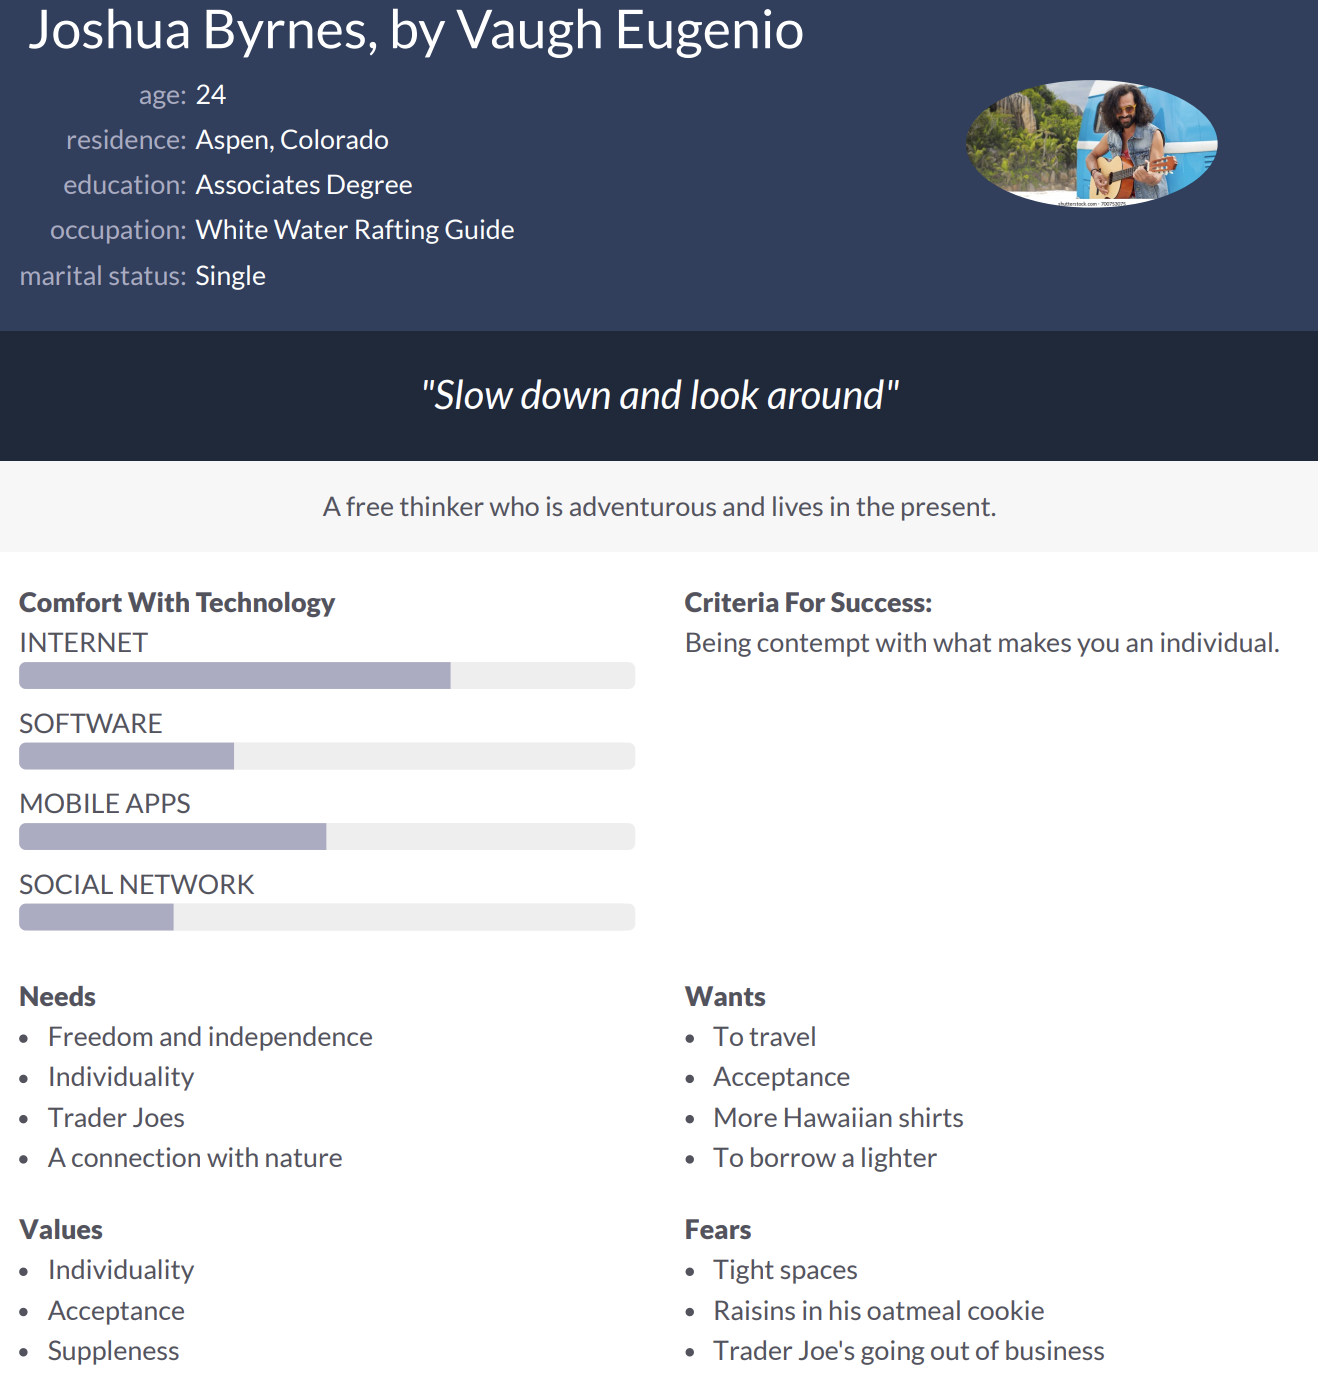 Joshua Byrnes, by Vaugh Eugenio
age: 24
residence: Aspen, Colorado
education: Associates Degree
occupation: White Water Rafting Guide
marital status: Single
shutterstock.com · 700753075
"Slow down and look around"
A free thinker who is adventurous and lives in the present.
Comfort With Technology
INTERNET
SOFTWARE
MOBILE APPS
SOCIAL NETWORK
Criteria For Success:
Being contempt with what makes you an individual.
Needs
• Freedom and independence
• Individuality
• Trader Joes
• A connection with nature
Wants
• To travel
• Acceptance
• More Hawaiian shirts
• To borrow a lighter
Values
• Individuality
• Acceptance
• Suppleness
Fears
• Tight spaces
• Raisins in his oatmeal cookie
• Trader Joe's going out of business